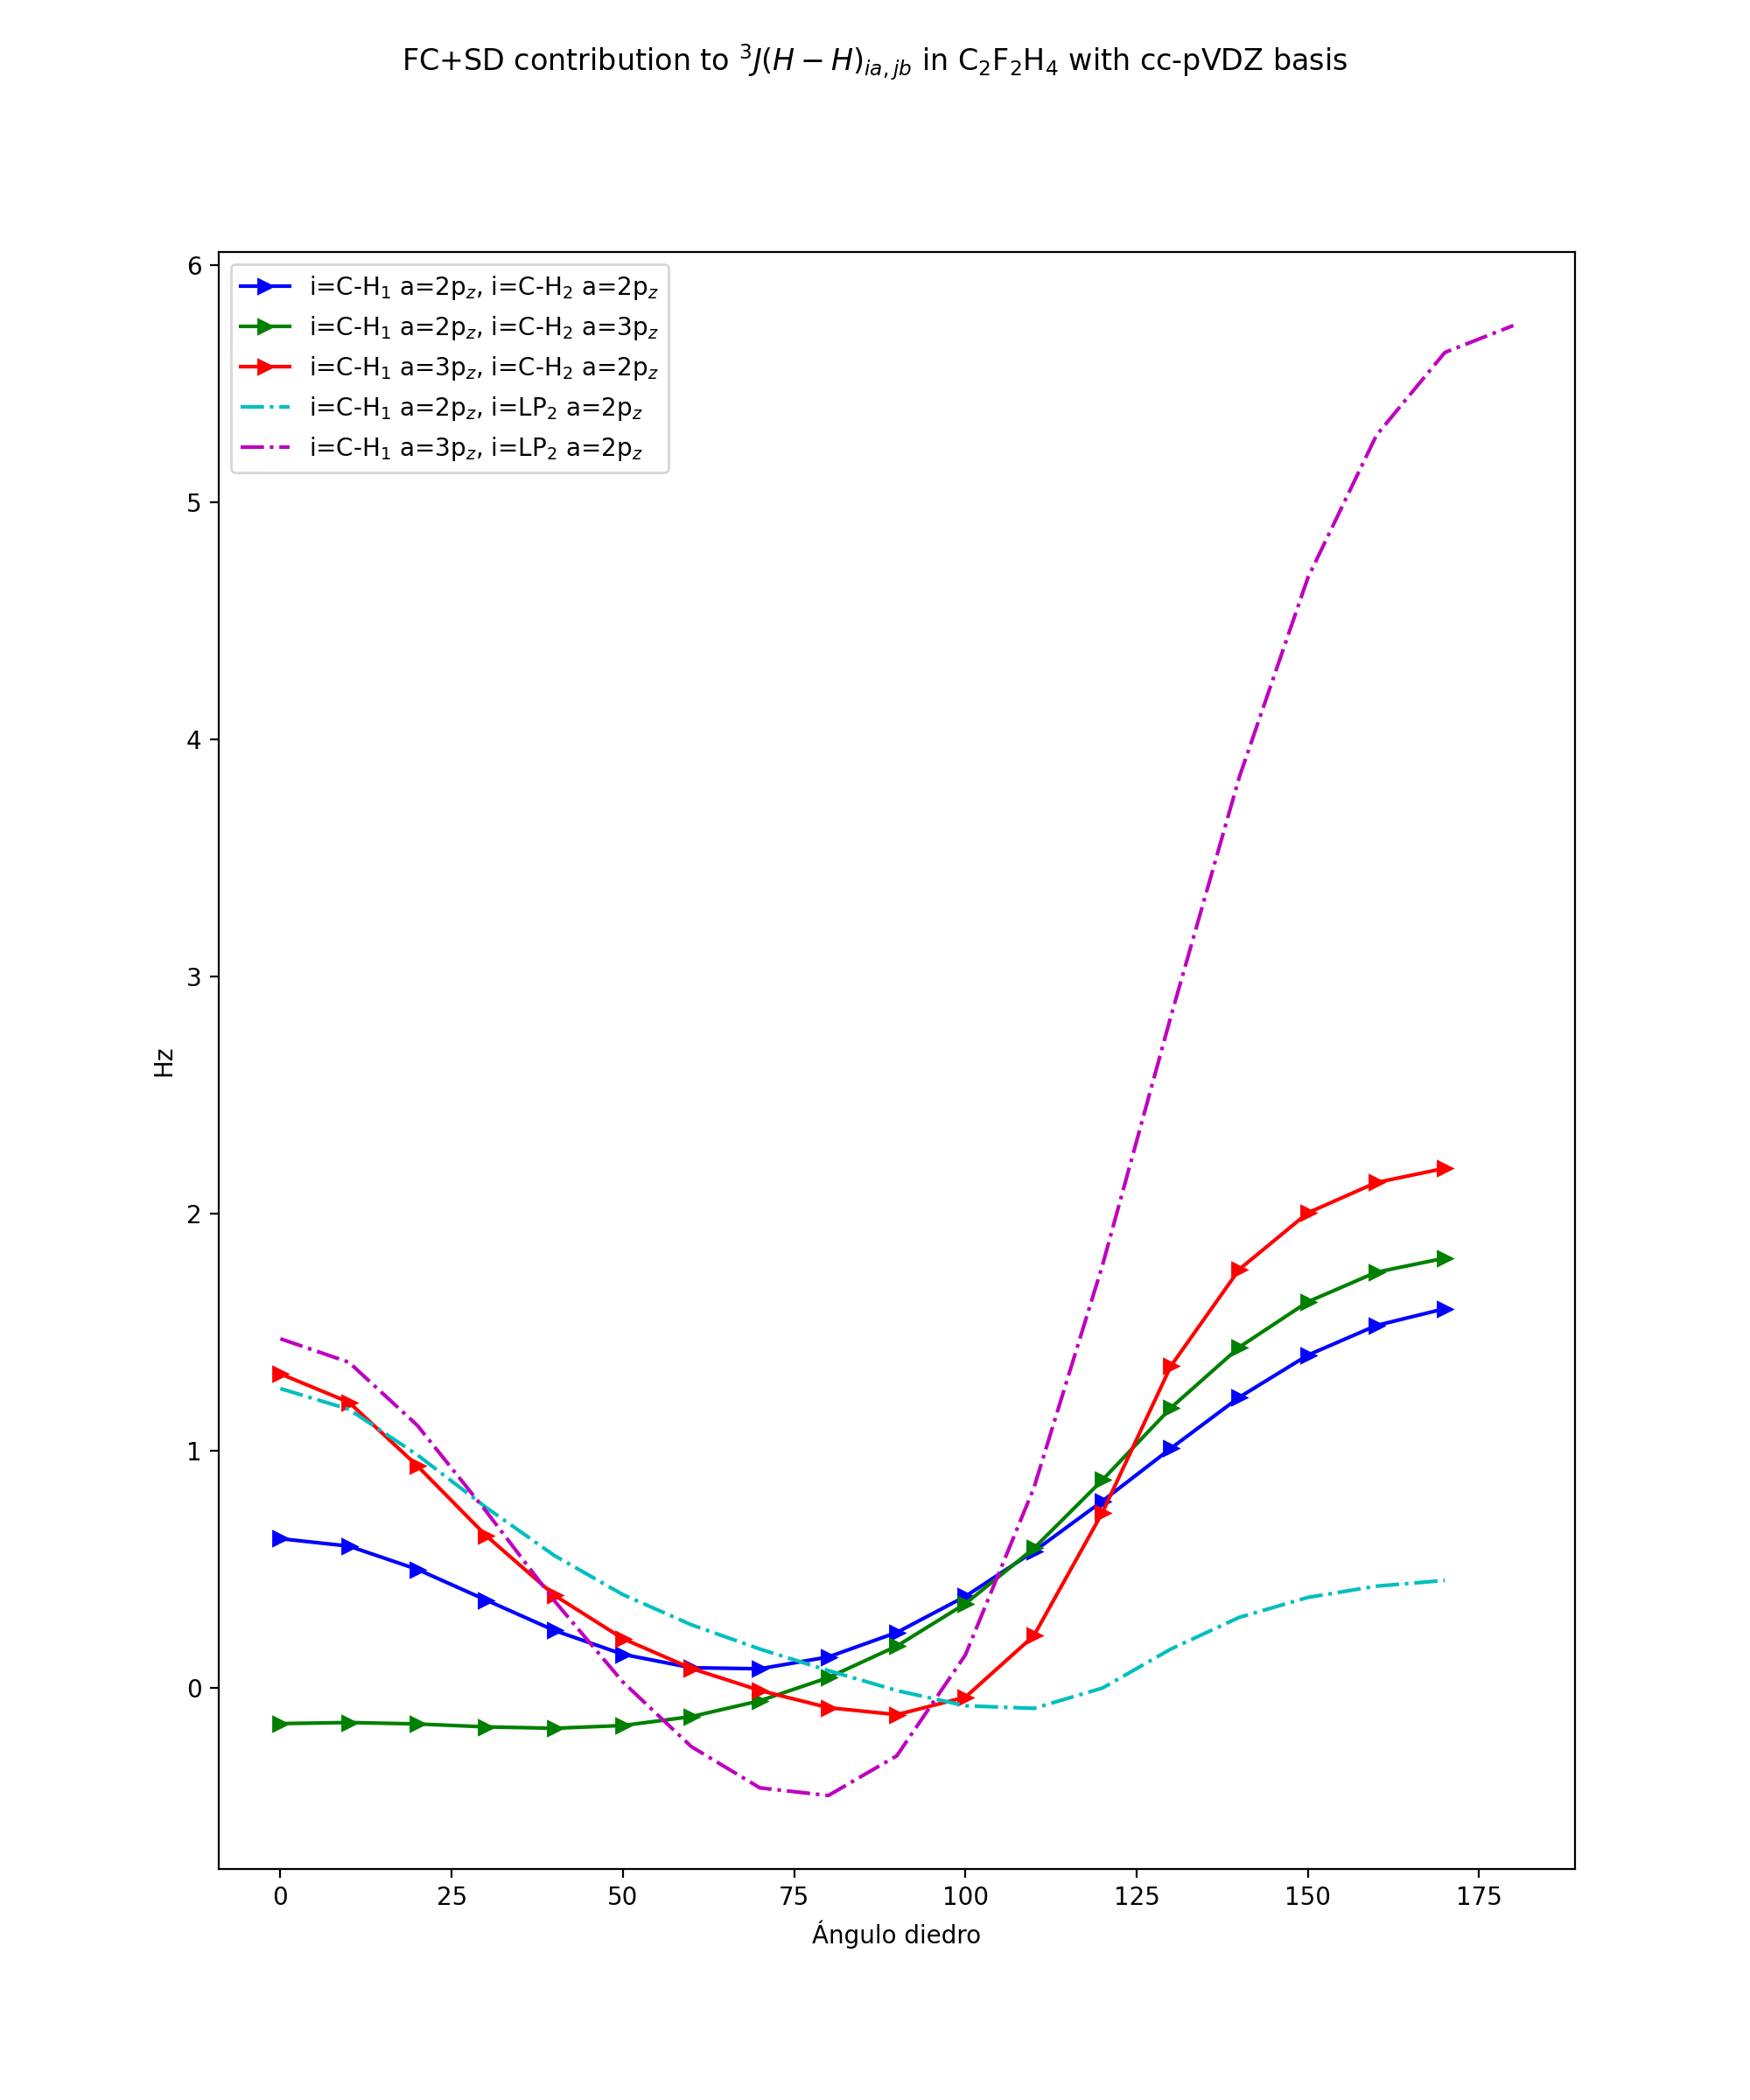 FC+SD contribution to ³J(H − H)ᵢₐ,ⱼᵦ in C₂F₂H₄ with cc-pVDZ basis
6
5
4
3
2
1
0
Hz
i=C-H₁ a=2p_z, i=C-H₂ a=2p_z
i=C-H₁ a=2p_z, i=C-H₂ a=3p_z
i=C-H₁ a=3p_z, i=C-H₂ a=2p_z
i=C-H₁ a=2p_z, i=LP₂ a=2p_z
i=C-H₁ a=3p_z, i=LP₂ a=2p_z
0 25 50 75 100 125 150 175
Ángulo diedro